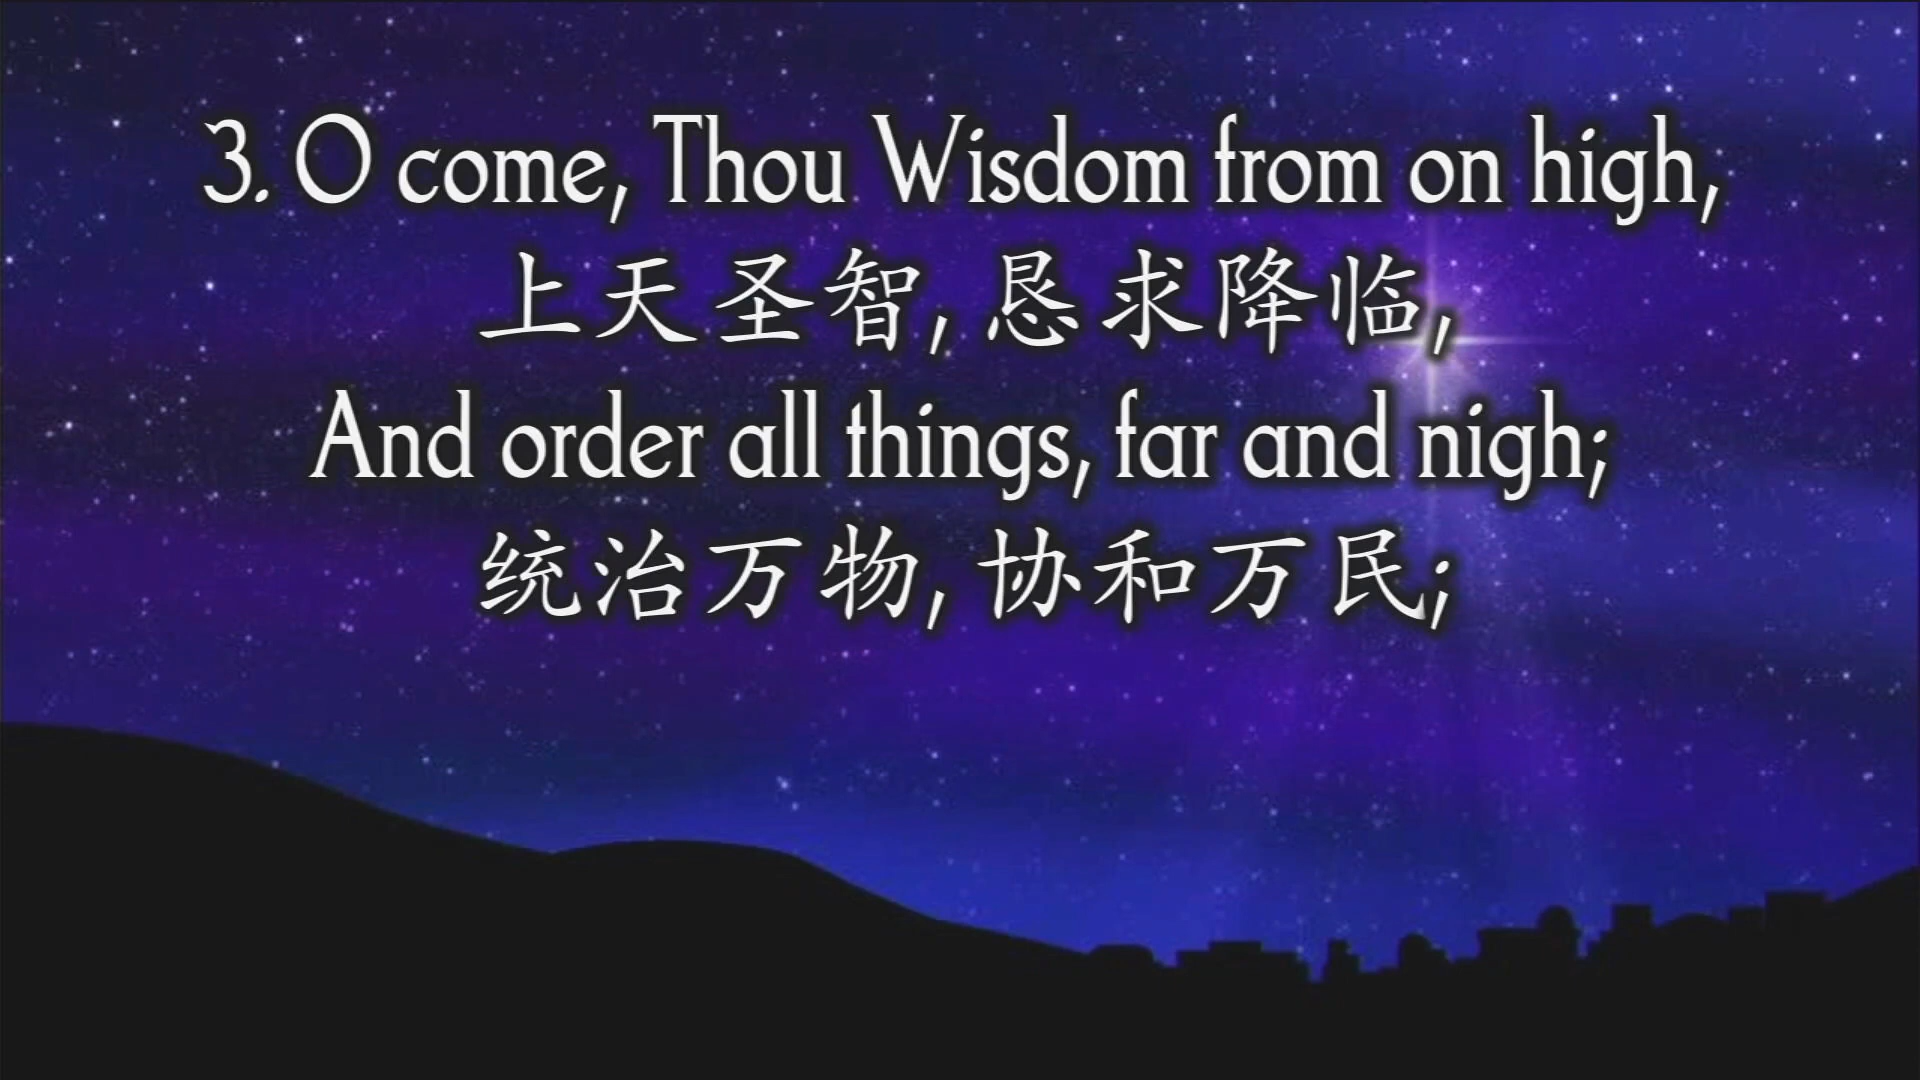 3. O come, Thou Wisdom from on high,
上天圣智, 恳求降临,
And order all things, far and nigh;
统治万物, 协和万民;